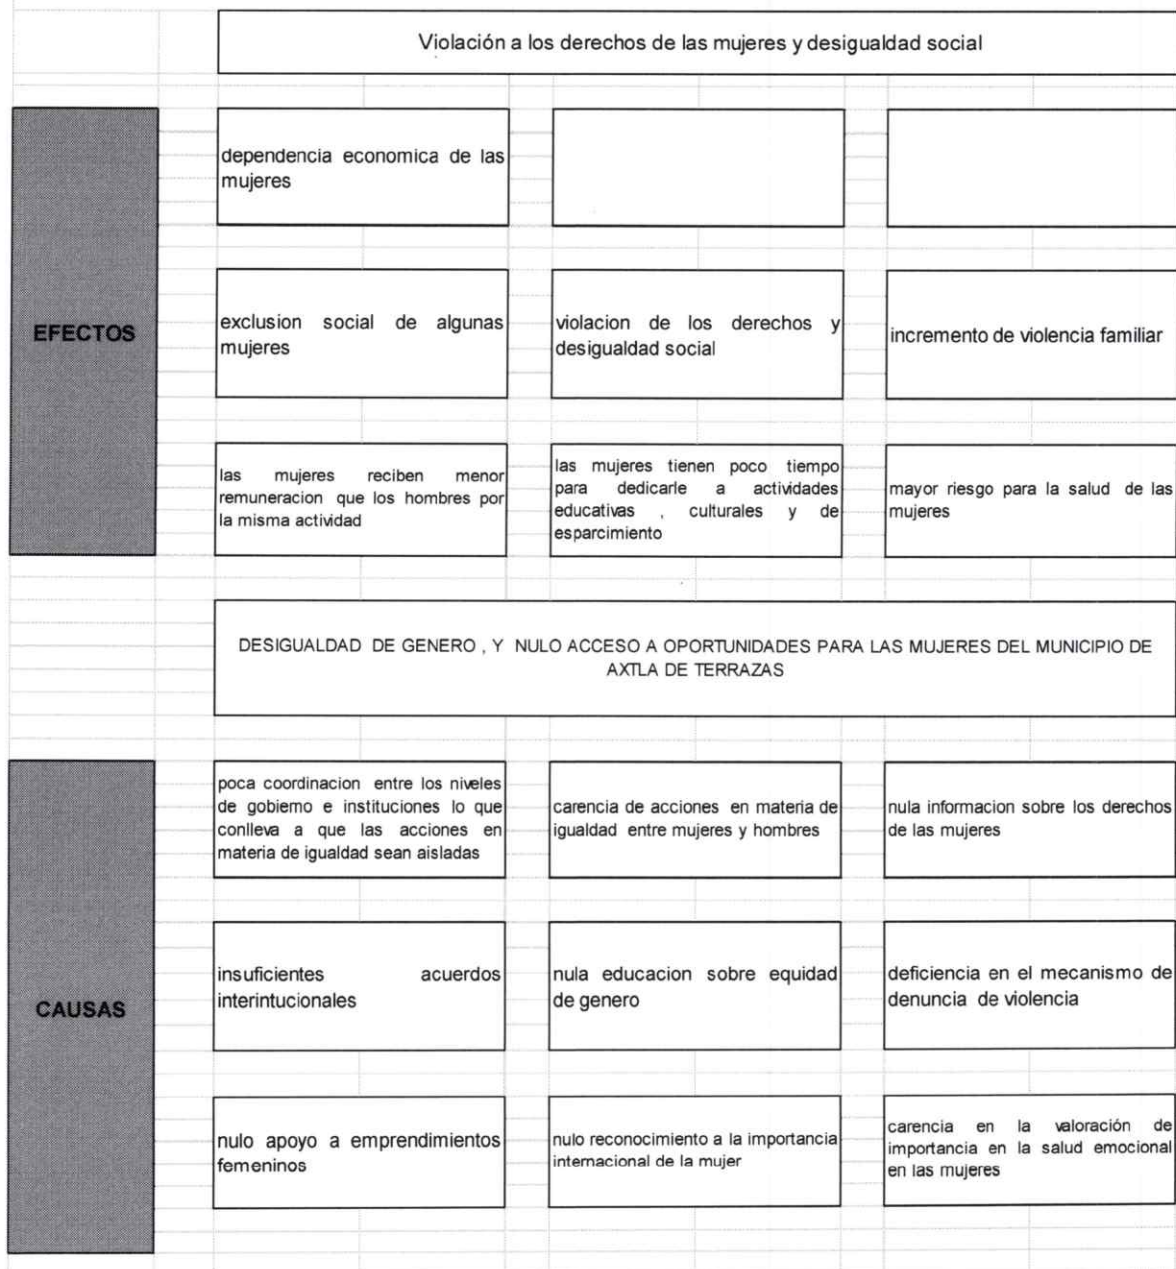 Violación a los derechos de las mujeres y desigualdad social
EFECTOS
dependencia economica de las
mujeres
exclusion social de algunas
mujeres
violacion de los derechos y
desigualdad social
incremento de violencia familiar
las mujeres reciben menor
remuneracion que los hombres por
la misma actividad
las mujeres tienen poco tiempo
para dedicarle a actividades
educativas , culturales y de
esparcimiento
mayor riesgo para la salud de las
mujeres
DESIGUALDAD DE GENERO , Y NULO ACCESO A OPORTUNIDADES PARA LAS MUJERES DEL MUNICIPIO DE
AXTLA DE TERRAZAS
CAUSAS
poca coordinacion entre los niveles
de gobierno e instituciones lo que
conlleva a que las acciones en
materia de igualdad sean aisladas
carencia de acciones en materia de
igualdad entre mujeres y hombres
nula informacion sobre los derechos
de las mujeres
insuficientes acuerdos
interintucionales
nula educacion sobre equidad
de genero
deficiencia en el mecanismo de
denuncia de violencia
nulo apoyo a emprendimientos
femeninos
nulo reconocimiento a la importancia
internacional de la mujer
carencia en la valoración de
importancia en la salud emocional
en las mujeres